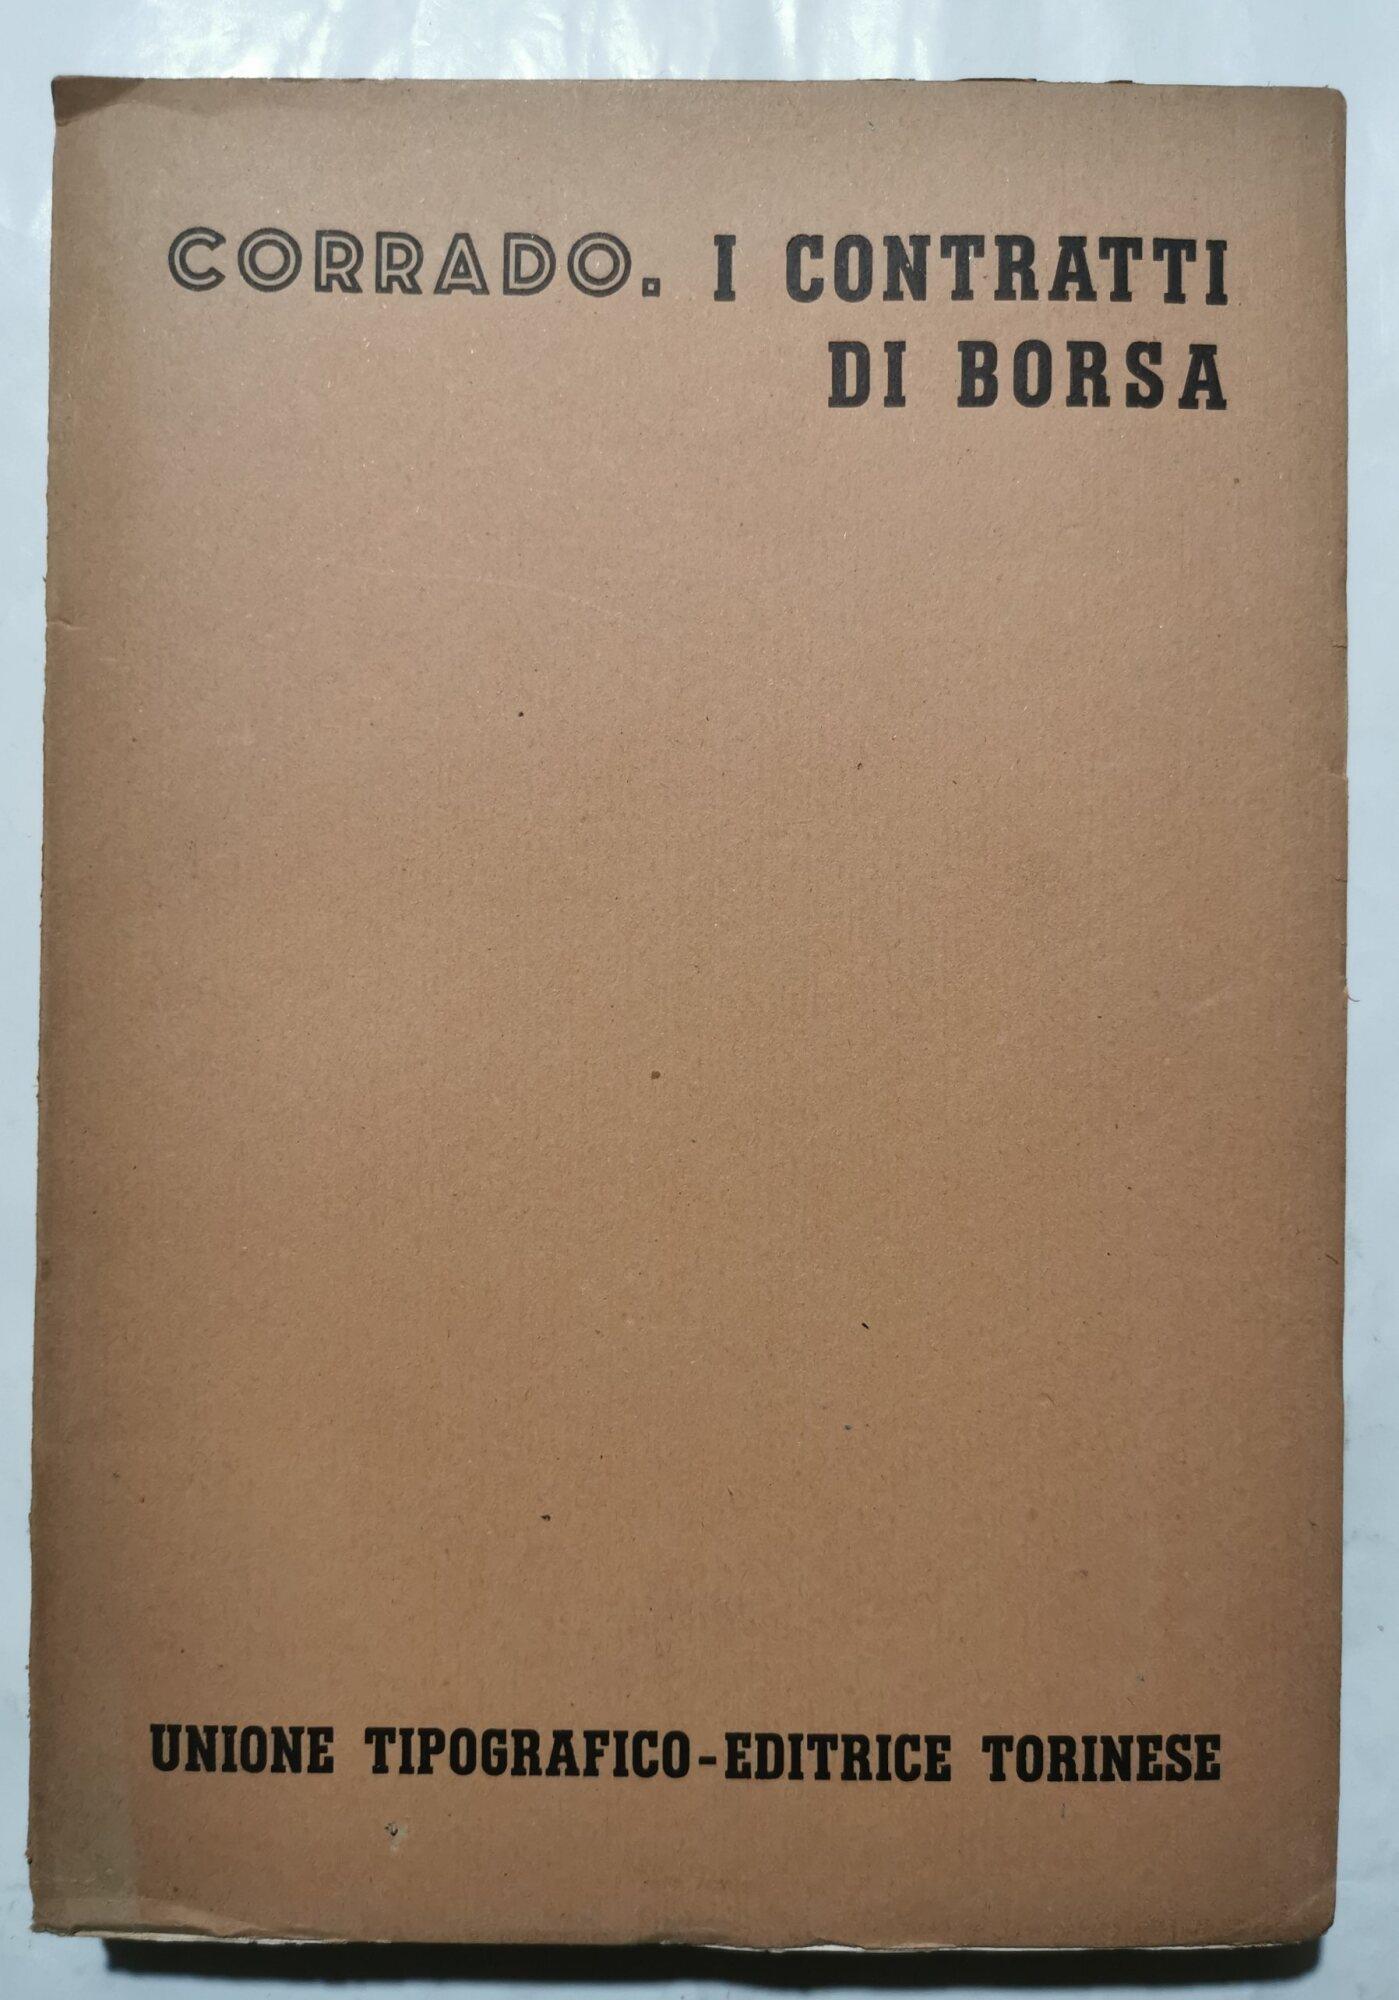 CORRADO. I CONTRATTI
DI BORSA
UNIONE TIPOGRAFICO-EDITRICE TORINESE